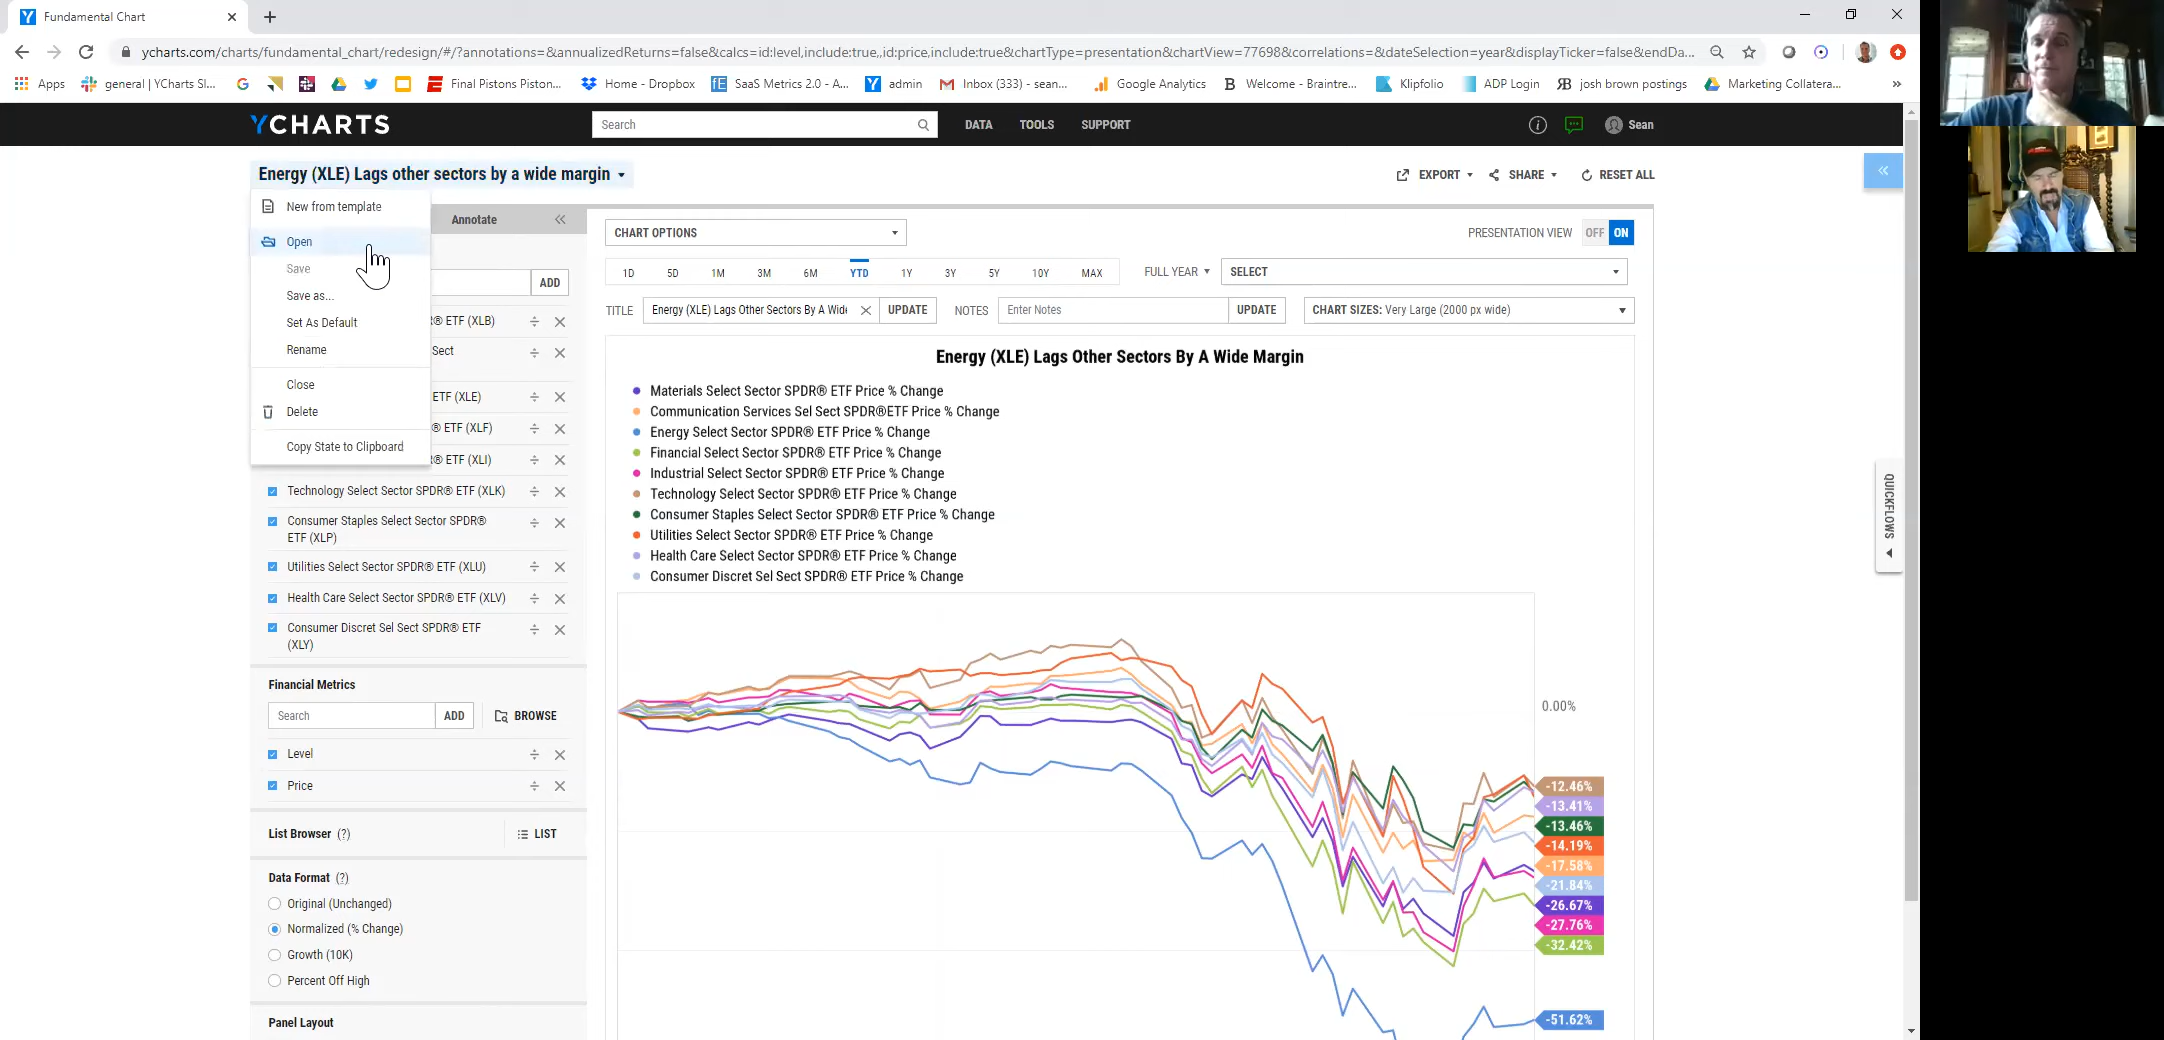 Fundamental Chart
ycharts.com/charts/fundamental_chart/redesign/#/?annotations=&annualizedReturns=false&calcs=id:level,include:true,,id:price,include:true&chartType=presentation&chartView=77698&correlations=&dateSelection=year&displayTicker=false&endDa...
Apps general | YCharts Sl... Final Pistons Piston... Home - Dropbox SaaS Metrics 2.0 - A... admin Inbox (333) - sean... Google Analytics Welcome - Braintre... Klipfolio ADP Login josh brown postings Marketing Collatera... »
YCHARTS Search DATA TOOLS SUPPORT Sean
Energy (XLE) Lags other sectors by a wide margin
EXPORT SHARE RESET ALL
New from template
Open
Save
Save as...
Set As Default
Rename
Close
Delete
Copy State to Clipboard
Annotate
ADD
® ETF (XLB)
Sect
ETF (XLE)
® ETF (XLF)
® ETF (XLI)
Technology Select Sector SPDR® ETF (XLK)
Consumer Staples Select Sector SPDR®
ETF (XLP)
Utilities Select Sector SPDR® ETF (XLU)
Health Care Select Sector SPDR® ETF (XLV)
Consumer Discret Sel Sect SPDR® ETF
(XLY)
Financial Metrics
Search ADD BROWSE
Level
Price
List Browser (?) LIST
Data Format (?)
Original (Unchanged)
Normalized (% Change)
Growth (10K)
Percent Off High
Panel Layout
CHART OPTIONS
PRESENTATION VIEW OFF ON
1D 5D 1M 3M 6M YTD 1Y 3Y 5Y 10Y MAX FULL YEAR SELECT
TITLE Energy (XLE) Lags Other Sectors By A Wide UPDATE NOTES Enter Notes UPDATE CHART SIZES: Very Large (2000 px wide)
Energy (XLE) Lags Other Sectors By A Wide Margin
Materials Select Sector SPDR® ETF Price % Change
Communication Services Sel Sect SPDR®ETF Price % Change
Energy Select Sector SPDR® ETF Price % Change
Financial Select Sector SPDR® ETF Price % Change
Industrial Select Sector SPDR® ETF Price % Change
Technology Select Sector SPDR® ETF Price % Change
Consumer Staples Select Sector SPDR® ETF Price % Change
Utilities Select Sector SPDR® ETF Price % Change
Health Care Select Sector SPDR® ETF Price % Change
Consumer Discret Sel Sect SPDR® ETF Price % Change
0.00%
-12.46%
-13.41%
-13.46%
-14.19%
-17.58%
-21.84%
-26.67%
-27.76%
-32.42%
-51.62%
QUICKFLOWS